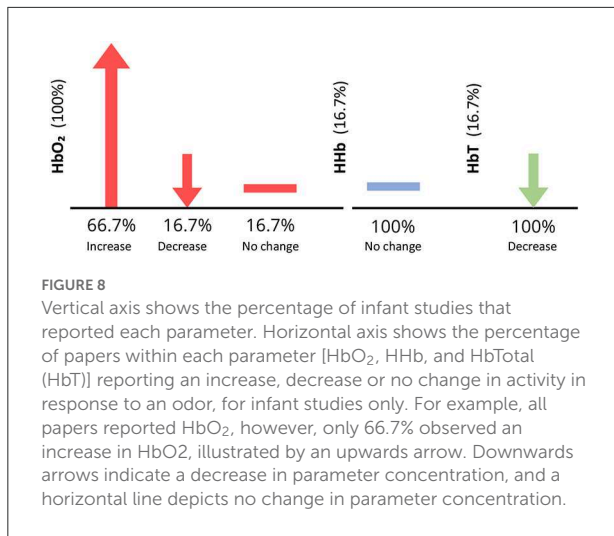 HbO₂ (100%)
HHb (16.7%)
HbT (16.7%)
66.7% 16.7% 16.7% 100% 100%
Increase Decrease No change No change Decrease
FIGURE 8
Vertical axis shows the percentage of infant studies that
reported each parameter. Horizontal axis shows the percentage
of papers within each parameter [HbO₂, HHb, and HbTotal
(HbT)] reporting an increase, decrease or no change in activity in
response to an odor, for infant studies only. For example, all
papers reported HbO₂, however, only 66.7% observed an
increase in HbO2, illustrated by an upwards arrow. Downwards
arrows indicate a decrease in parameter concentration, and a
horizontal line depicts no change in parameter concentration.